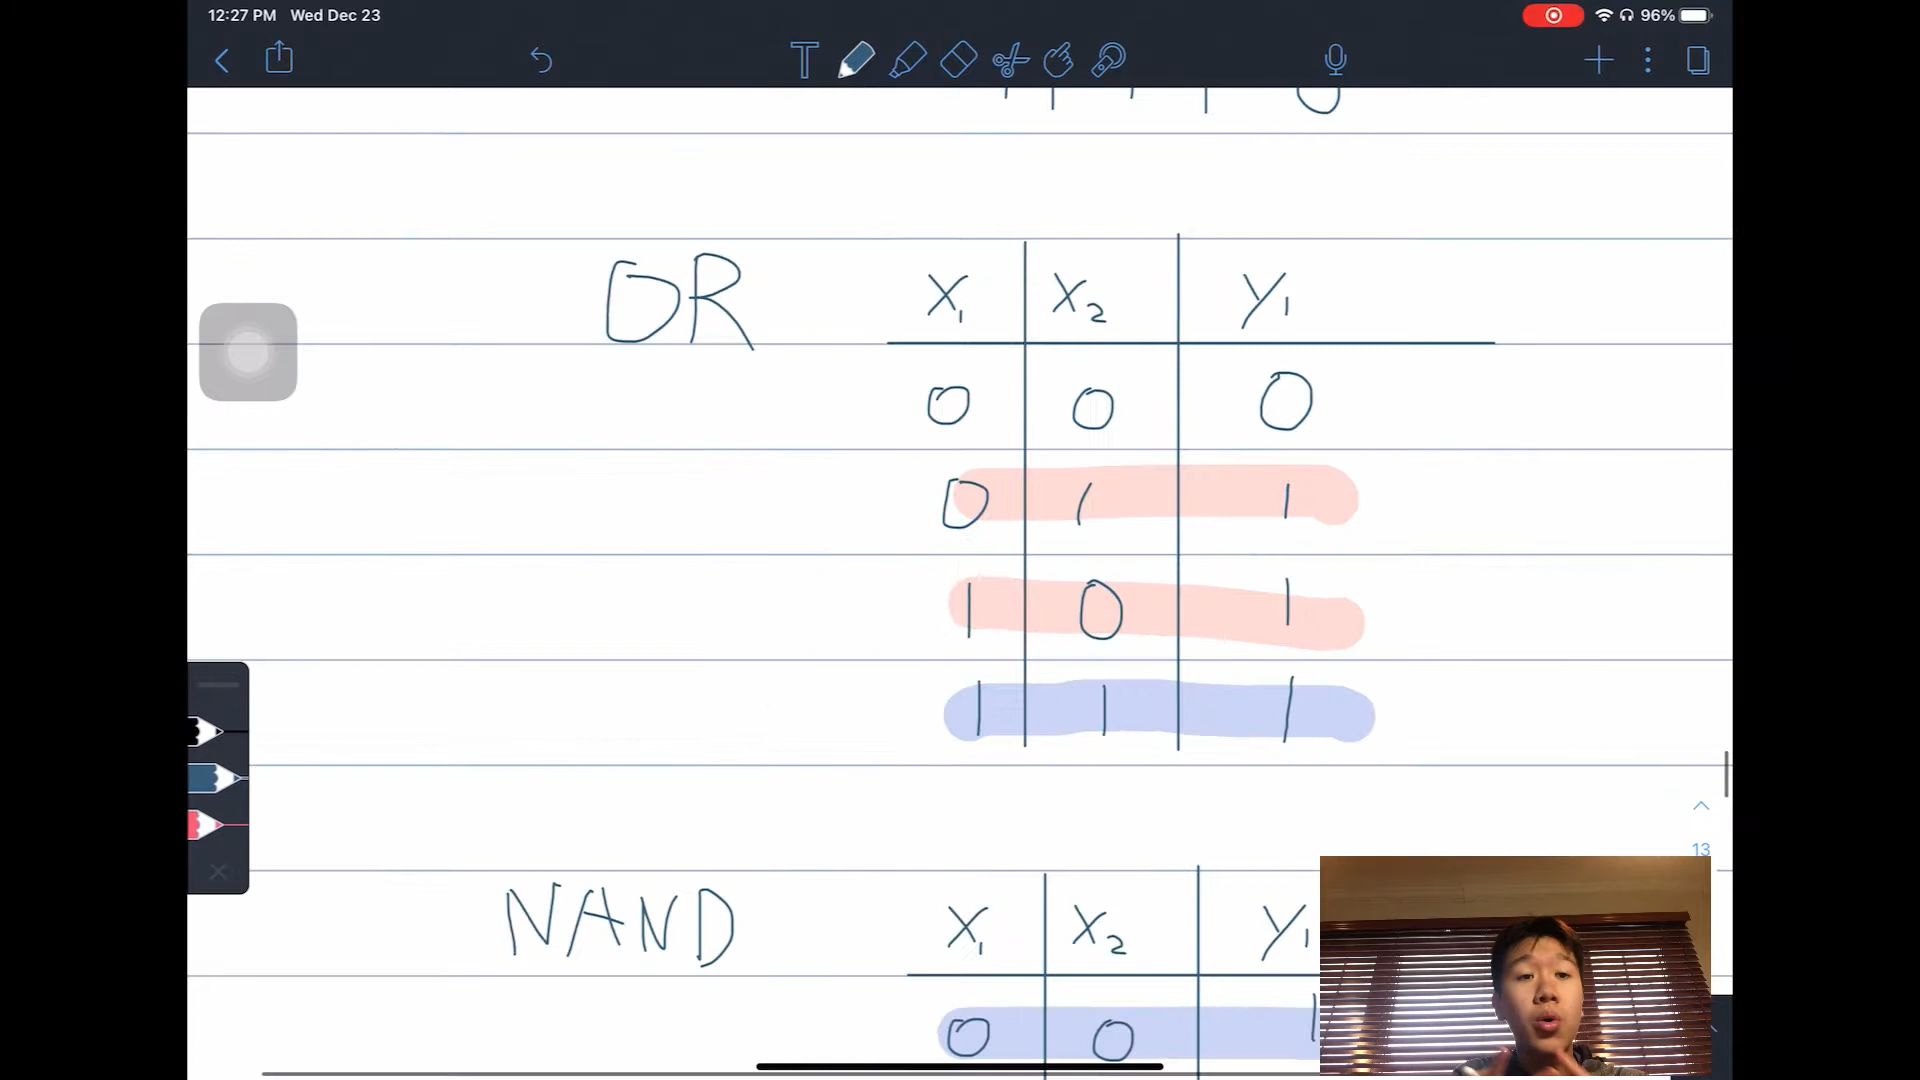 12:27 PM Wed Dec 23 96%
T
OR X₁ X₂ Y₁
0 0 0
0 1 1
1 0 1
1 1 1
13
NAND X₁ X₂ Y₁
0 0 1